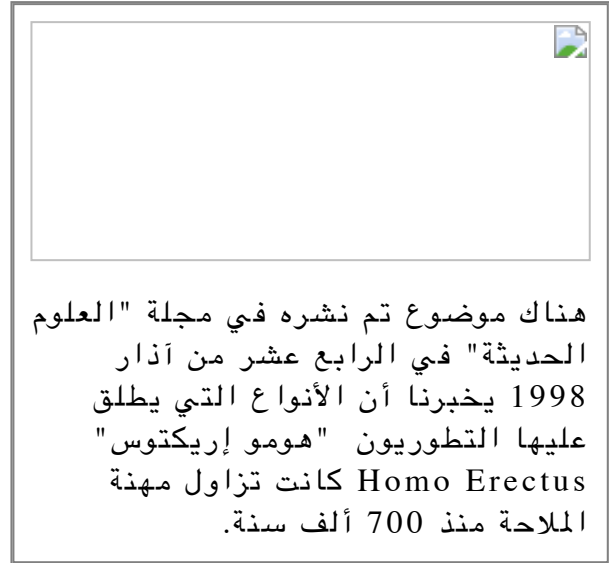 هناك موضوع تم نشره في مجلة "العلوم
الحديثة" في الرابع عشر من آذار
1998 يخبرنا أن الأنواع التي يطلق
عليها التطوريون "هومو إريكتوس"
Homo Erectus كانت تزاول مهنة
الملاحة منذ 700 ألف سنة.